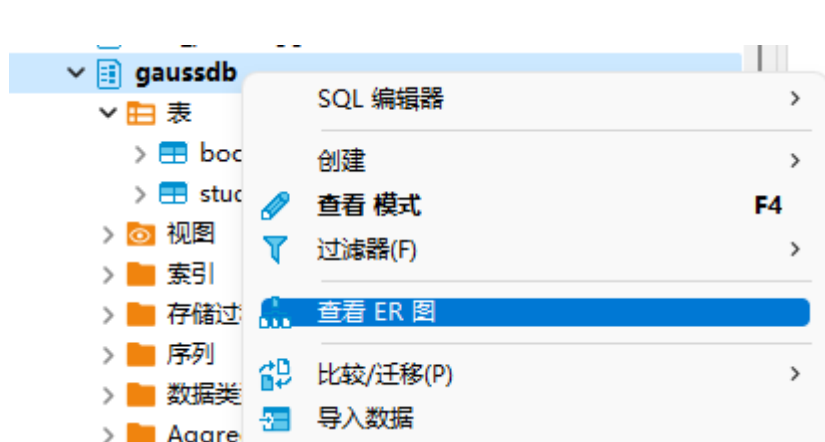 gaussdb
表
boo
stud
视图
索引
存储过
序列
数据类
Aggre
SQL 编辑器
创建
查看 模式 F4
过滤器(F)
查看 ER 图
比较/迁移(P)
导入数据